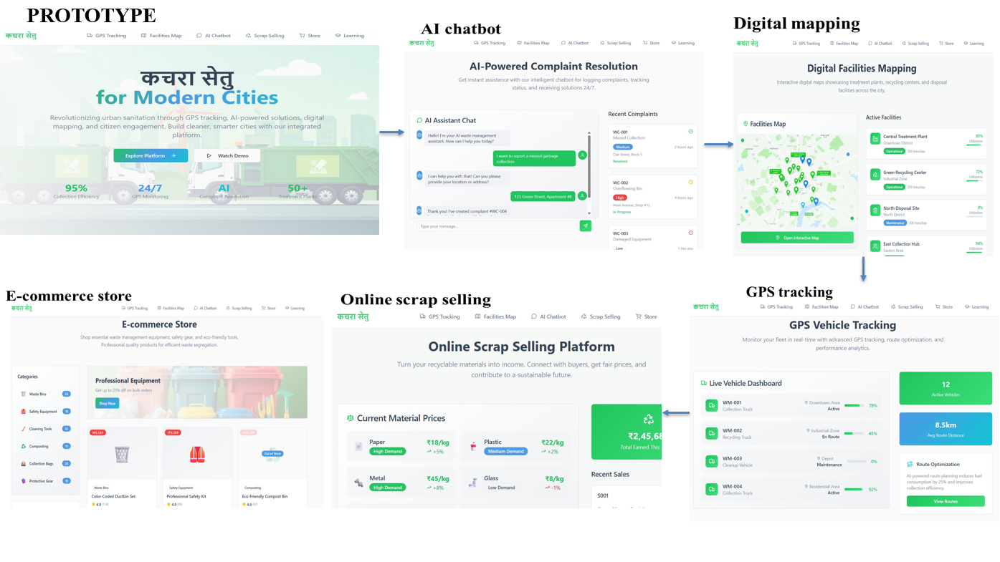 PROTOTYPE
कचरा सेतु
GPS Tracking Facilities Map AI Chatbot Scrap Selling Store Learning
कचरा सेतु
for Modern Cities
Revolutionizing urban sanitation through GPS tracking, AI-powered solutions, digital
mapping, and citizen engagement. Build cleaner, smarter cities with our integrated
platform.
Explore Platform → Watch Demo
95% 24/7 AI 50+
Collection Efficiency GPS Monitoring Complaint Resolution Treatment Plants
AI chatbot
कचरा सेतु
GPS Tracking Facilities Map AI Chatbot Scrap Selling Store Learning
AI-Powered Complaint Resolution
Get instant assistance with our intelligent chatbot for logging complaints, tracking
status, and receiving solutions 24/7.
AI Assistant Chat
Hello! I'm your AI waste management
assistant. How can I help you today?
I want to report a missed garbage
collection
I can help you with that! Can you please
provide your location or address?
123 Green Street, Apartment 4B
Thank you! I've created complaint #WC-004
Type your message...
Recent Complaints
WC-001
Missed Collection
Medium 2 hours ago
Oak Street, Block 5
Resolved
WC-002
Overflowing Bin
High 4 hours ago
Main Avenue, Shop #12
In Progress
WC-003
Damaged Equipment
Low 1 day ago
Digital mapping
कचरा सेतु
GPS Tracking Facilities Map AI Chatbot Scrap Selling Store Learning
Digital Facilities Mapping
Interactive digital maps showcasing treatment plants, recycling centers, and disposal
facilities across the city.
Facilities Map
Open Interactive Map
Active Facilities
Central Treatment Plant 85%
Downtown District Utilization
Operational 500 tons/day
Green Recycling Center 72%
Industrial Zone Utilization
Operational 200 tons/day
North Disposal Site 0%
North District Utilization
Maintenance 300 tons/day
East Collection Hub 94%
Eastern Area Utilization
GPS tracking
कचरा सेतु
GPS Tracking Facilities Map AI Chatbot Scrap Selling Store Learning
GPS Vehicle Tracking
Monitor your fleet in real-time with advanced GPS tracking, route optimization, and
performance analytics.
Live Vehicle Dashboard
WM-001 Downtown Area 78%
Collection Truck Active
WM-002 Industrial Zone 45%
Recycling Truck En Route
WM-003 Depot 0%
Cleanup Vehicle Maintenance
WM-004 Residential Area 92%
Collection Truck Active
12
Active Vehicles
8.5km
Avg Route Distance
Route Optimization
AI-powered route planning reduces fuel
consumption by 25% and improves
collection efficiency.
View Routes
Online scrap selling
कचरा सेतु
GPS Tracking Facilities Map AI Chatbot Scrap Selling Store
Online Scrap Selling Platform
Turn your recyclable materials into income. Connect with buyers, get fair prices, and
contribute to a sustainable future.
Current Material Prices
Paper ₹18/kg Plastic ₹22/kg
High Demand +5% Medium Demand +2%
Metal ₹45/kg Glass ₹8/kg
High Demand +8% Low Demand -1%
₹2,45,68
Total Earned This
Recent Sales
S001
E-commerce store
कचरा सेतु
GPS Tracking Facilities Map AI Chatbot Scrap Selling Store Learning
E-commerce Store
Shop essential waste management equipment, safety gear, and eco-friendly tools.
Professional quality products for efficient waste segregation.
Categories
Waste Bins 24
Safety Equipment
Cleaning Tools 32
Composting
Collection Bags 28
Protective Gear
Professional Equipment
Get up to 25% off on bulk orders
Shop Now
Out of Stock
Waste Bins Safety Equipment Composting
Color-Coded Dustbin Set Professional Safety Kit Eco-Friendly Compost Bin
4.8 4.9 4.6